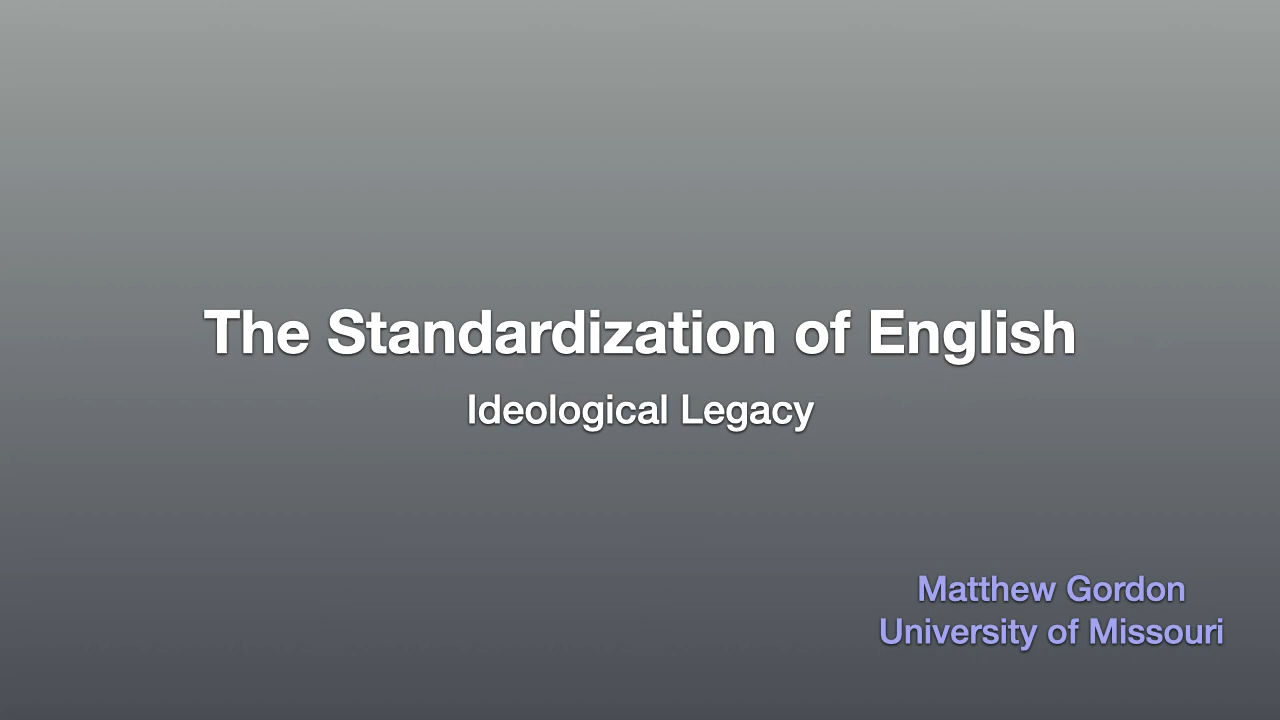 The Standardization of English
Ideological Legacy
Matthew Gordon
University of Missouri